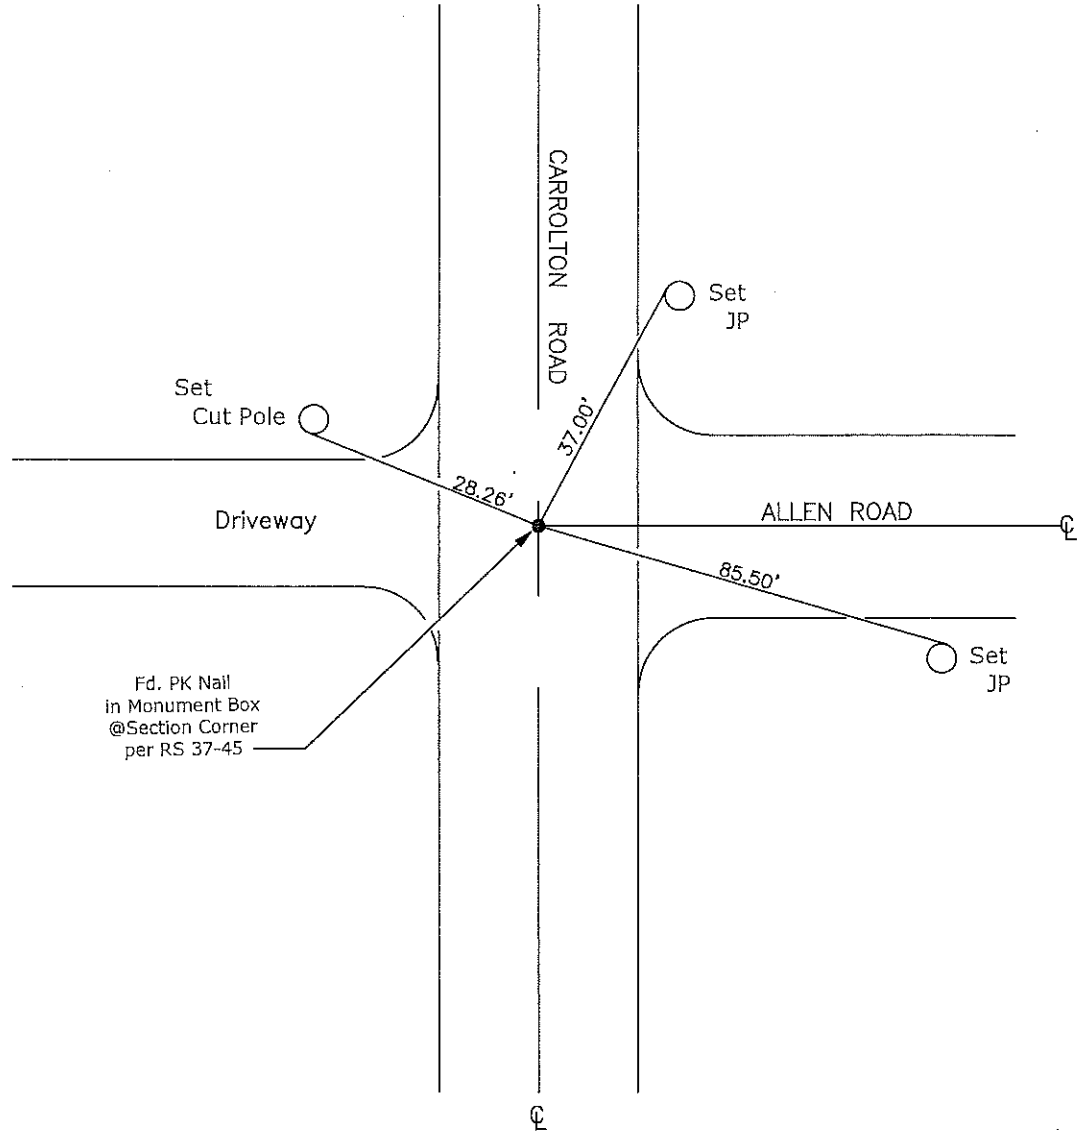 CARROLTON ROAD
Set
JP
Set
Cut Pole
37.00'
28.26'
Driveway
ALLEN ROAD
℄
85.50'
Set
JP
Fd. PK Nail
in Monument Box
@Section Corner
per RS 37-45
℄